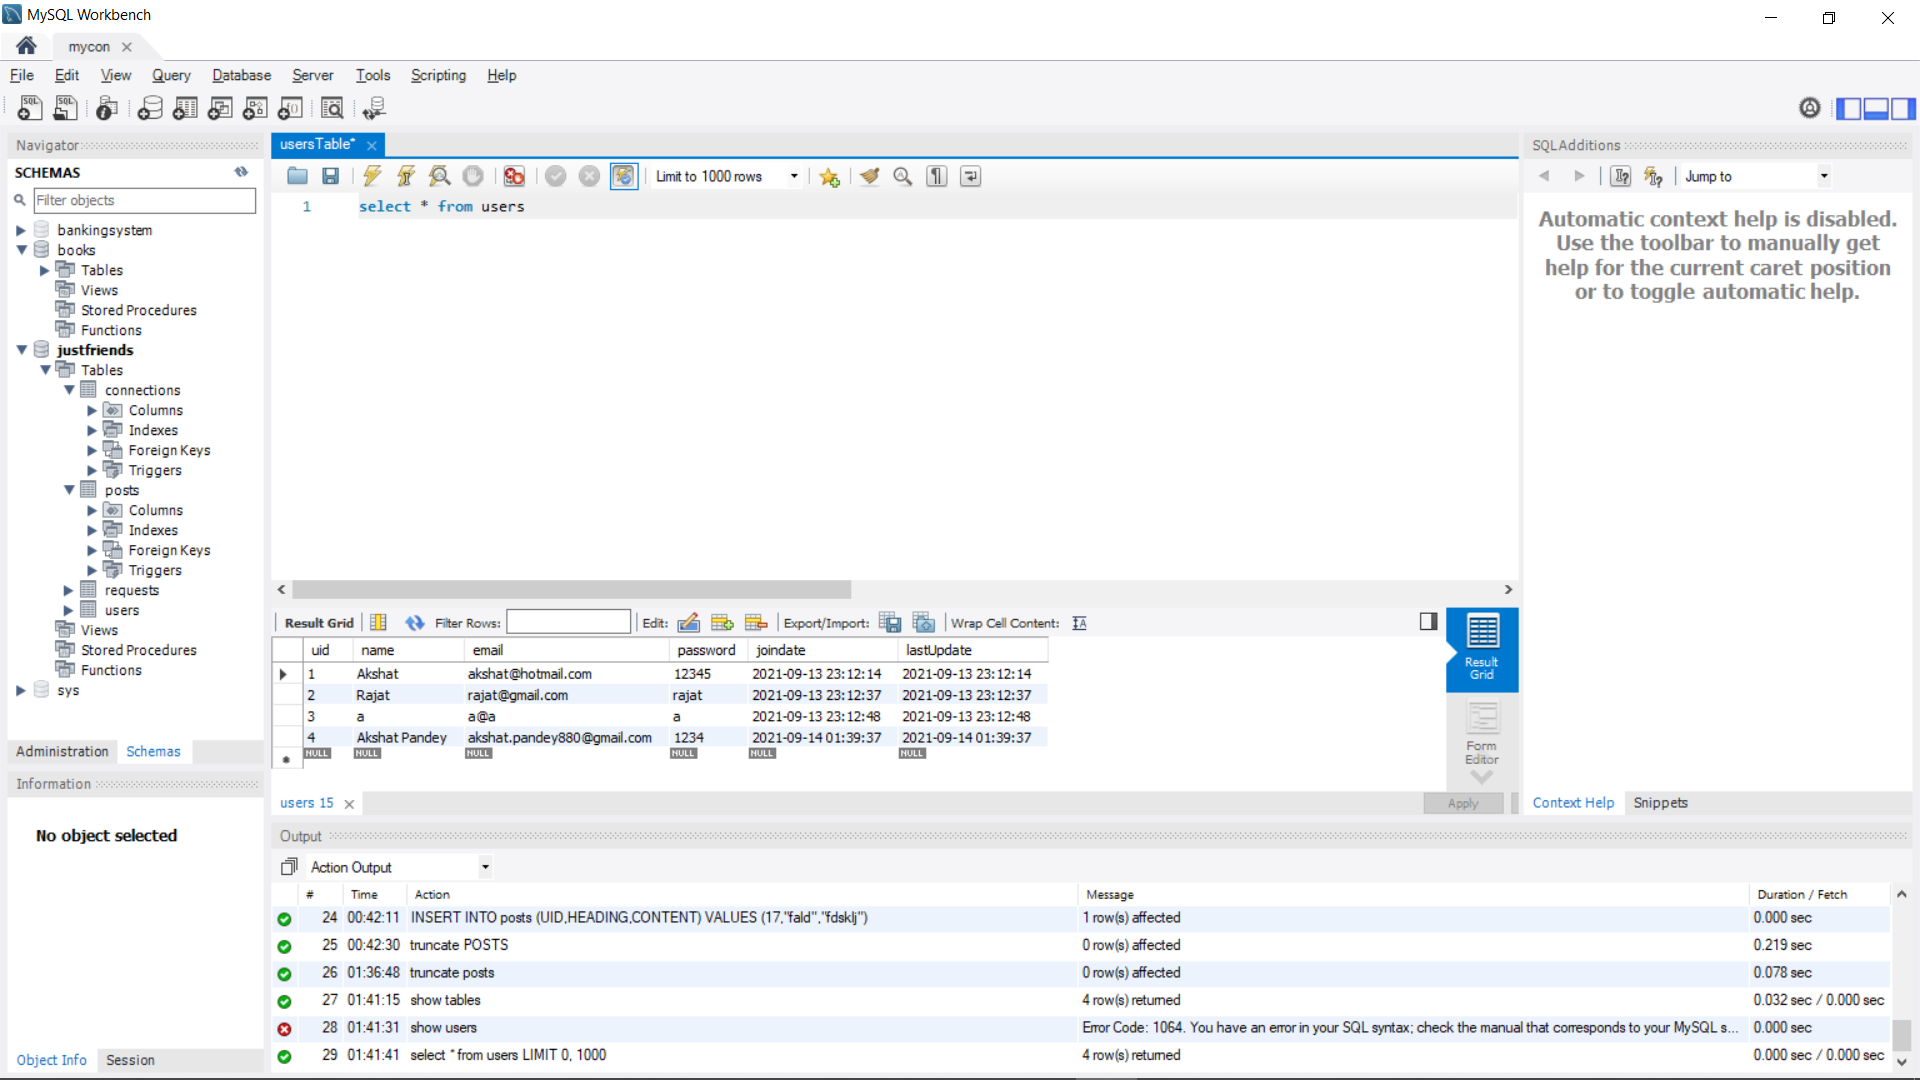 MySQL Workbench
mycon
File Edit View Query Database Server Tools Scripting Help
Navigator
SCHEMAS
Filter objects
bankingsystem
books
Tables
Views
Stored Procedures
Functions
justfriends
Tables
connections
Columns
Indexes
Foreign Keys
Triggers
posts
Columns
Indexes
Foreign Keys
Triggers
requests
users
Views
Stored Procedures
Functions
sys
Administration Schemas
Information
No object selected
Object Info Session
usersTable*
Limit to 1000 rows
1 select * from users
Result Grid Filter Rows: Edit: Export/Import: Wrap Cell Content:
uid name email password joindate lastUpdate
1 Akshat akshat@hotmail.com 12345 2021-09-13 23:12:14 2021-09-13 23:12:14
2 Rajat rajat@gmail.com rajat 2021-09-13 23:12:37 2021-09-13 23:12:37
3 a a@a a 2021-09-13 23:12:48 2021-09-13 23:12:48
4 Akshat Pandey akshat.pandey880@gmail.com 1234 2021-09-14 01:39:37 2021-09-14 01:39:37
NULL NULL NULL NULL NULL NULL
Result
Grid
Form
Editor
users 15
Apply
SQLAdditions
Jump to
Automatic context help is disabled.
Use the toolbar to manually get
help for the current caret position
or to toggle automatic help.
Context Help Snippets
Output
Action Output
# Time Action Message Duration / Fetch
24 00:42:11 INSERT INTO posts (UID,HEADING,CONTENT) VALUES (17,"fald","fdsklj") 1 row(s) affected 0.000 sec
25 00:42:30 truncate POSTS 0 row(s) affected 0.219 sec
26 01:36:48 truncate posts 0 row(s) affected 0.078 sec
27 01:41:15 show tables 4 row(s) returned 0.032 sec / 0.000 sec
28 01:41:31 show users Error Code: 1064. You have an error in your SQL syntax; check the manual that corresponds to your MySQL s... 0.000 sec
29 01:41:41 select * from users LIMIT 0, 1000 4 row(s) returned 0.000 sec / 0.000 sec